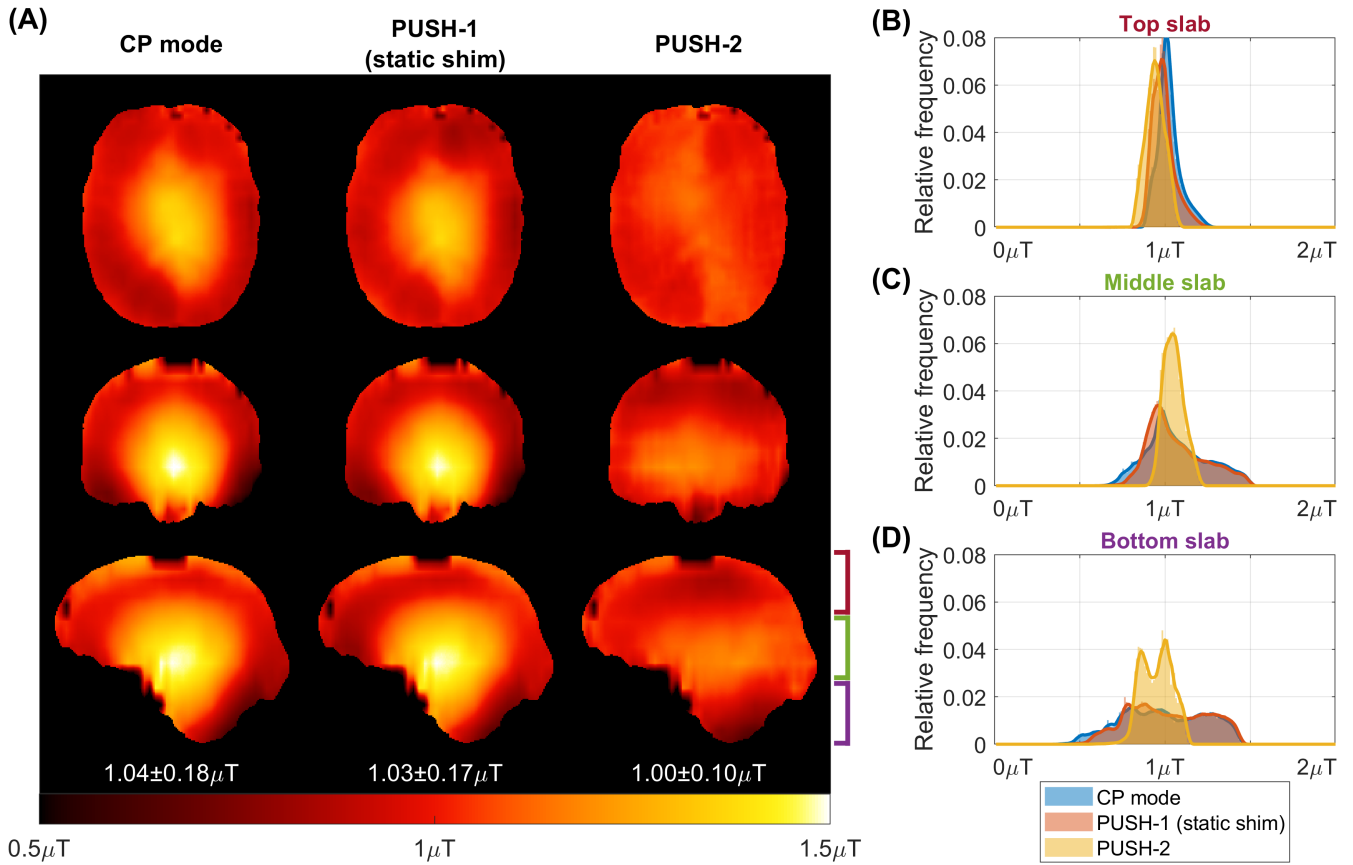 (A)
CP mode
PUSH-1
(static shim)
PUSH-2
1.04±0.18μT
1.03±0.17μT
1.00±0.10μT
0.5μT
1μT
1.5μT
(B)
Top slab
Relative frequency
0.08
0.06
0.04
0.02
0
0μT
1μT
2μT
(C)
Middle slab
Relative frequency
0.08
0.06
0.04
0.02
0
0μT
1μT
2μT
(D)
Bottom slab
Relative frequency
0.08
0.06
0.04
0.02
0
0μT
1μT
2μT
CP mode
PUSH-1 (static shim)
PUSH-2